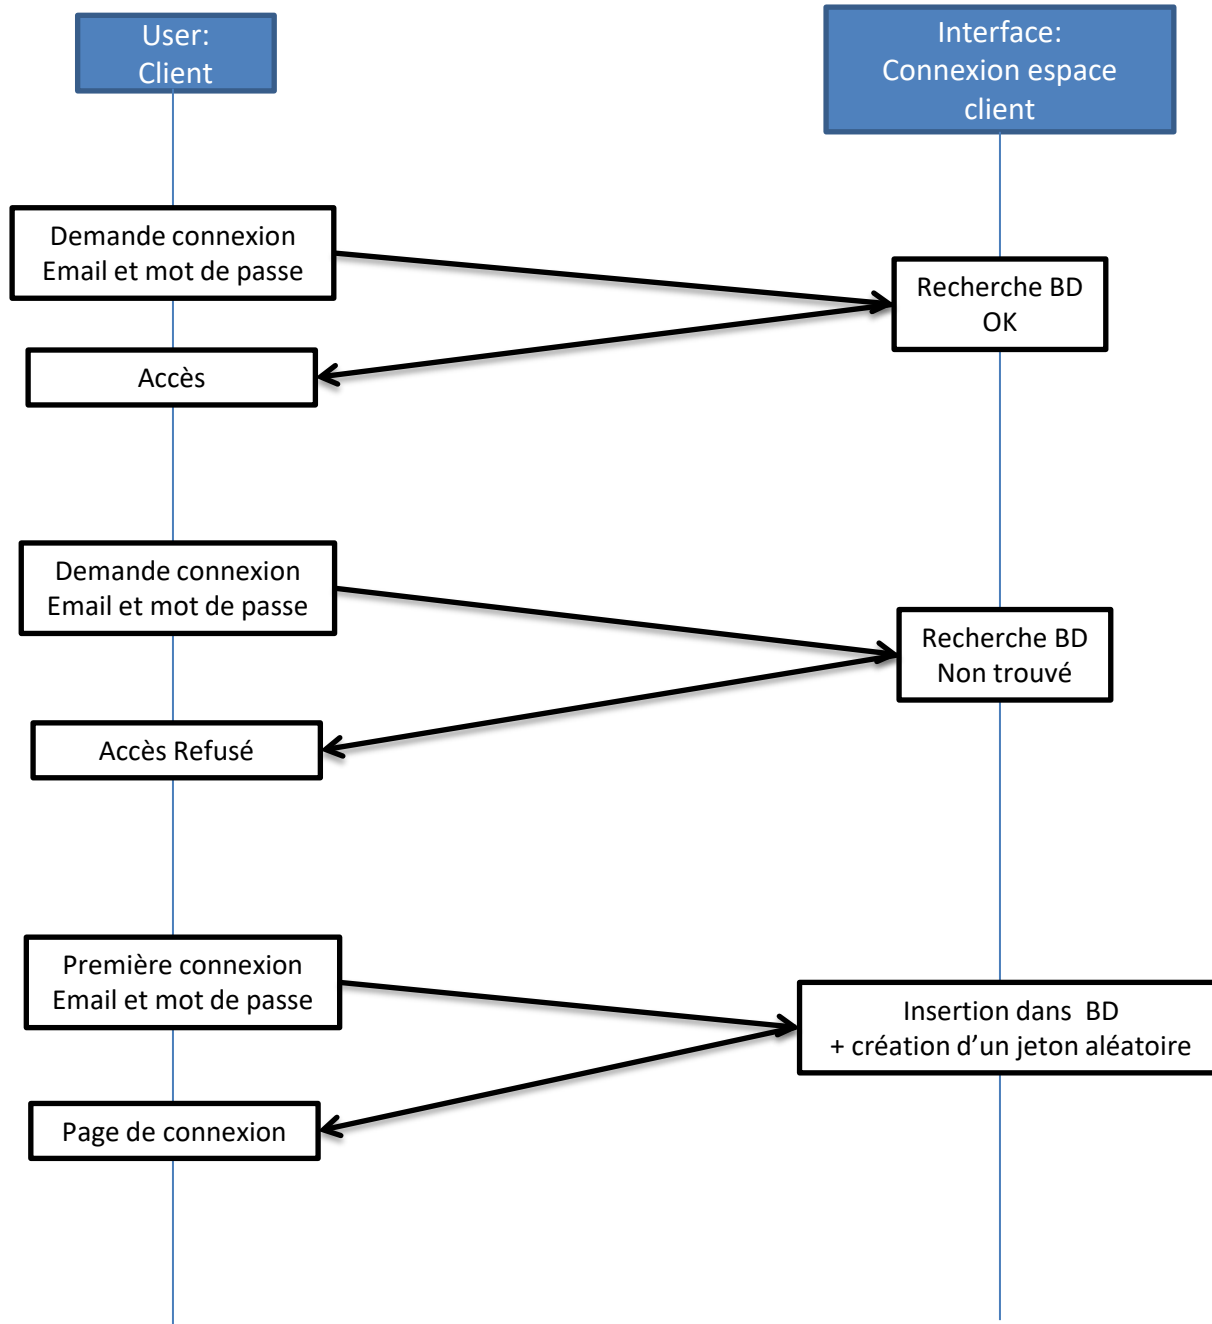 User:
Client
Interface:
Connexion espace
client
Demande connexion
Email et mot de passe
Recherche BD
OK
Accès
Demande connexion
Email et mot de passe
Recherche BD
Non trouvé
Accès Refusé
Première connexion
Email et mot de passe
Insertion dans  BD
+ création d’un jeton aléatoire
Page de connexion